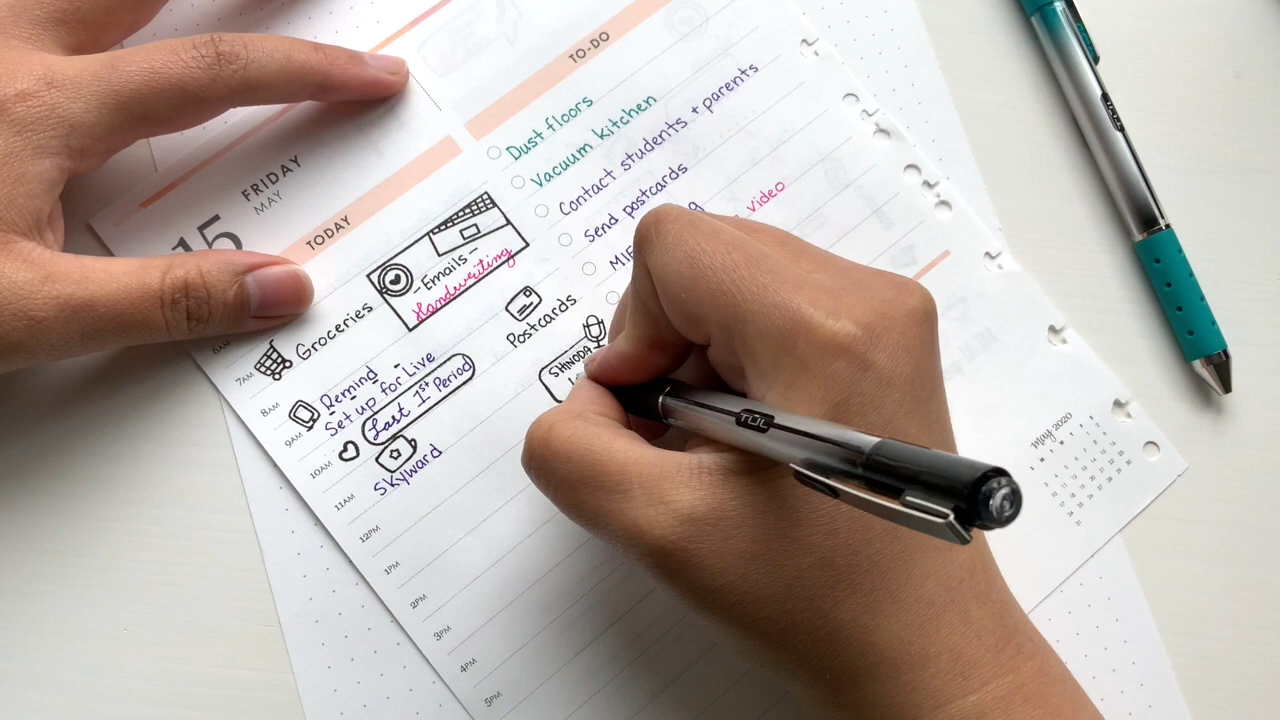 15
FRIDAY
MAY
TODAY
Emails
Handwriting
Groceries
Postcards
Remind
Set up for Live
Last 1st Period
Skyward
SHINODA
7AM
8AM
9AM
10AM
11AM
12PM
1PM
2PM
3PM
4PM
5PM
TO-DO
Dust floors
Vacuum kitchen
Contact students + parents
Send postcards
video
TUL
TUL
May 2020